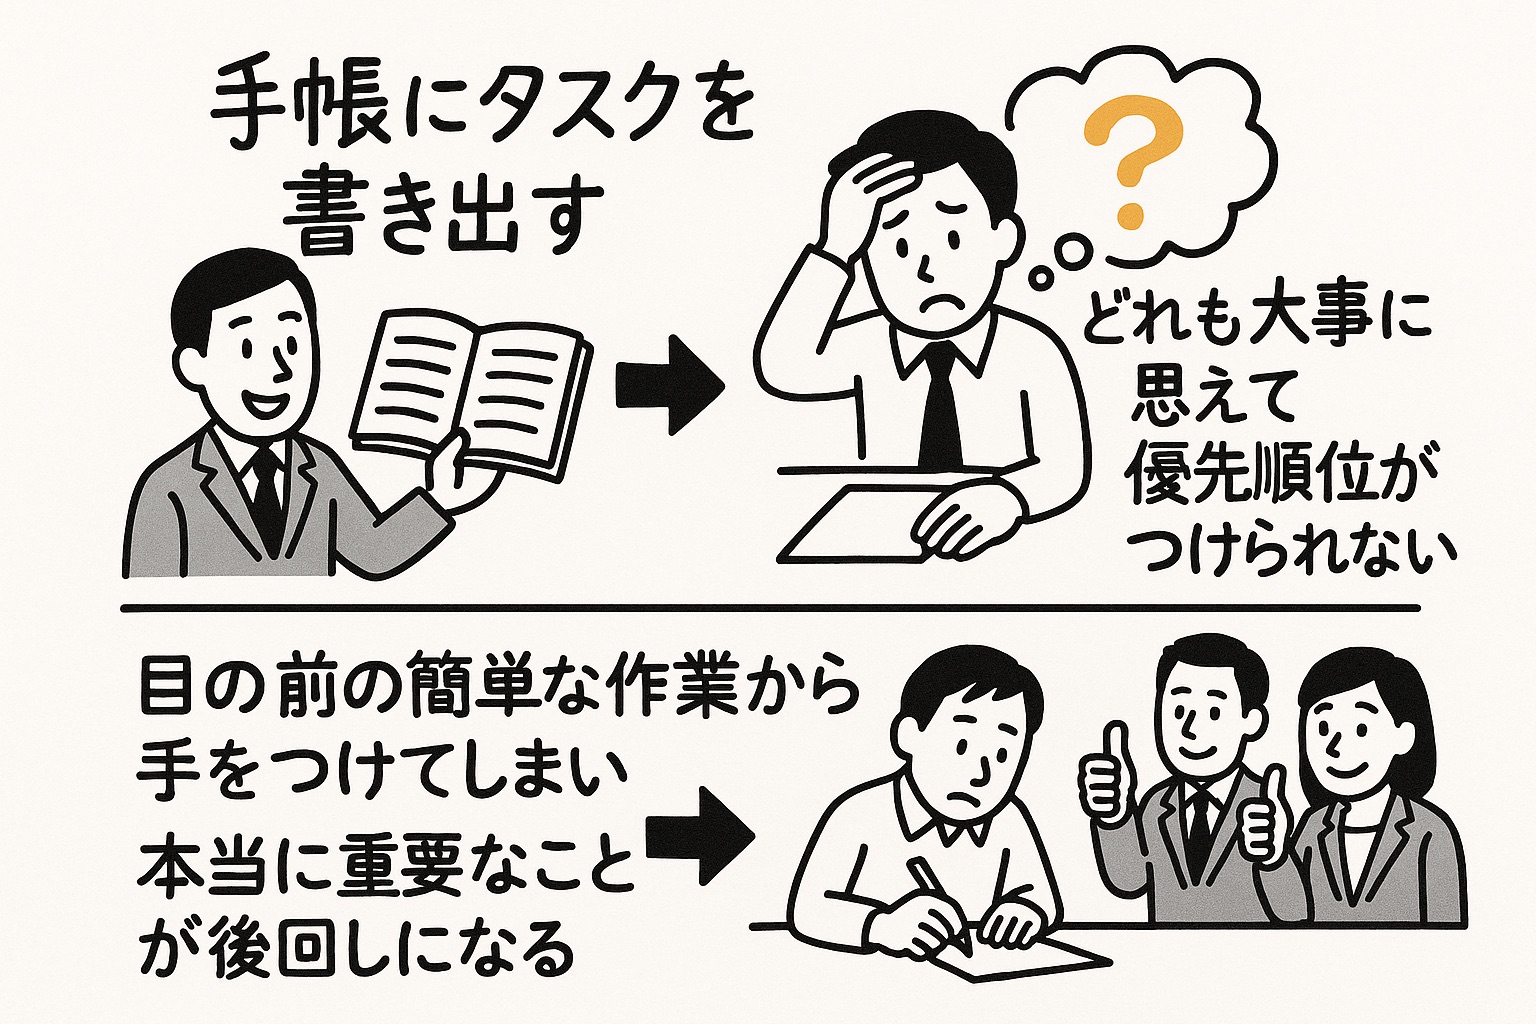 手帳にタスクを
書き出す
?
どれも大事に
思えて
優先順位が
つけられない
目の前の簡単な作業から
手をつけてしまい
本当に重要なこと
が後回しになる